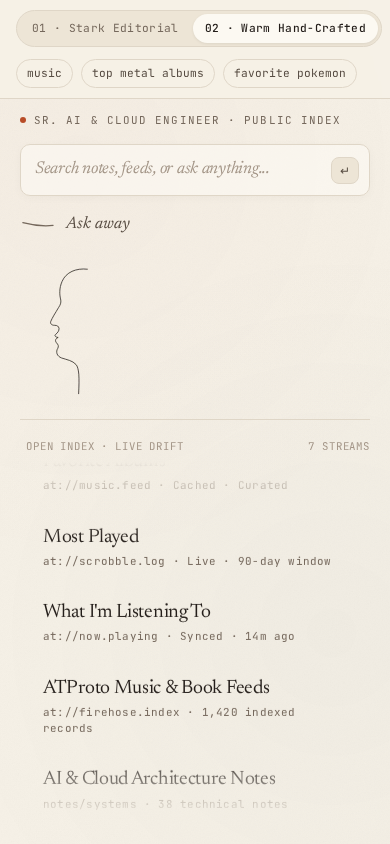 01 · Stark Editorial
02 · Warm Hand-Crafted
music
top metal albums
favorite pokemon
SR. AI & CLOUD ENGINEER · PUBLIC INDEX
Search notes, feeds, or ask anything...
↵
Ask away
OPEN INDEX · LIVE DRIFT
7 STREAMS
at://music.feed · Cached · Curated
Most Played
at://scrobble.log · Live · 90-day window
What I'm Listening To
at://now.playing · Synced · 14m ago
ATProto Music & Book Feeds
at://firehose.index · 1,420 indexed
records
AI & Cloud Architecture Notes
notes/systems · 38 technical notes